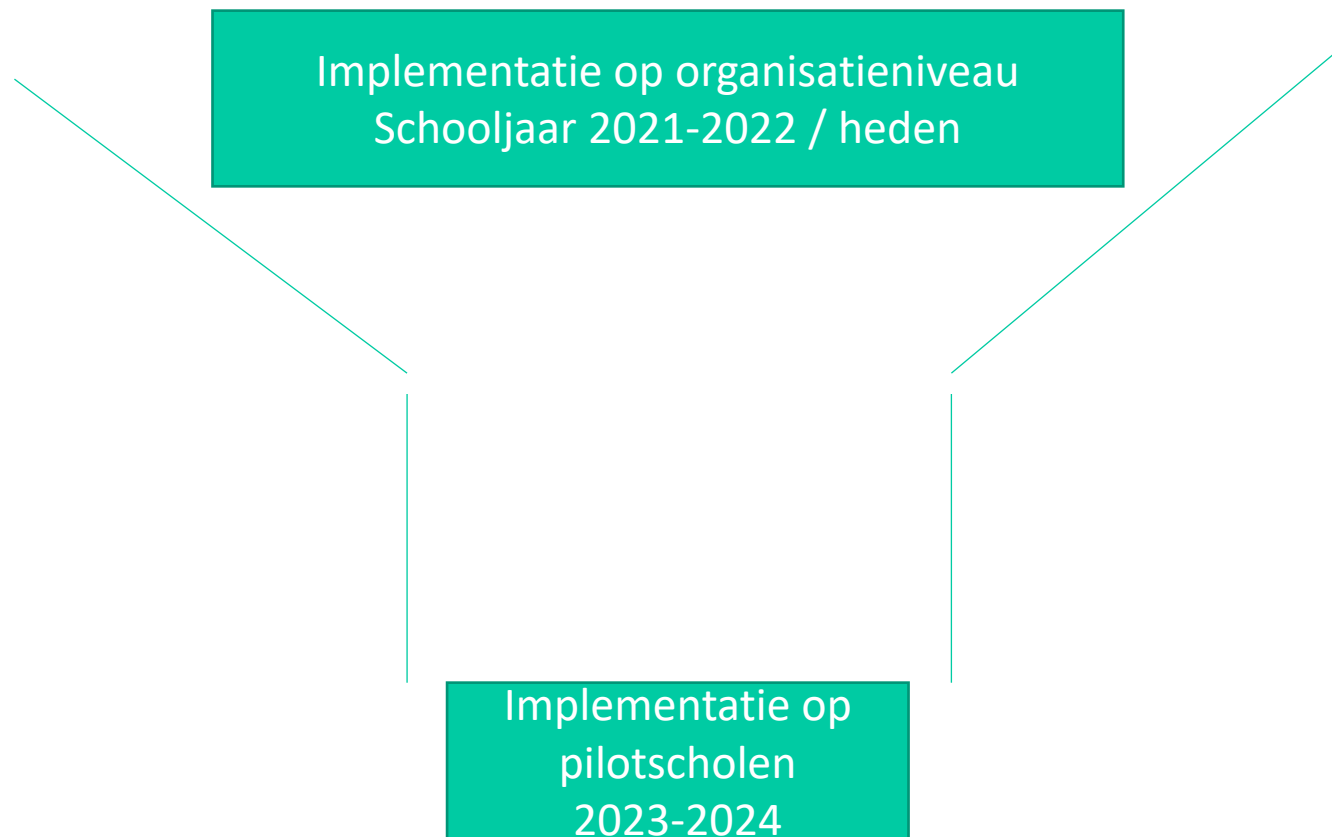 Implementatie op organisatieniveau
Schooljaar 2021-2022 / heden
Implementatie op
pilotscholen
2023-2024